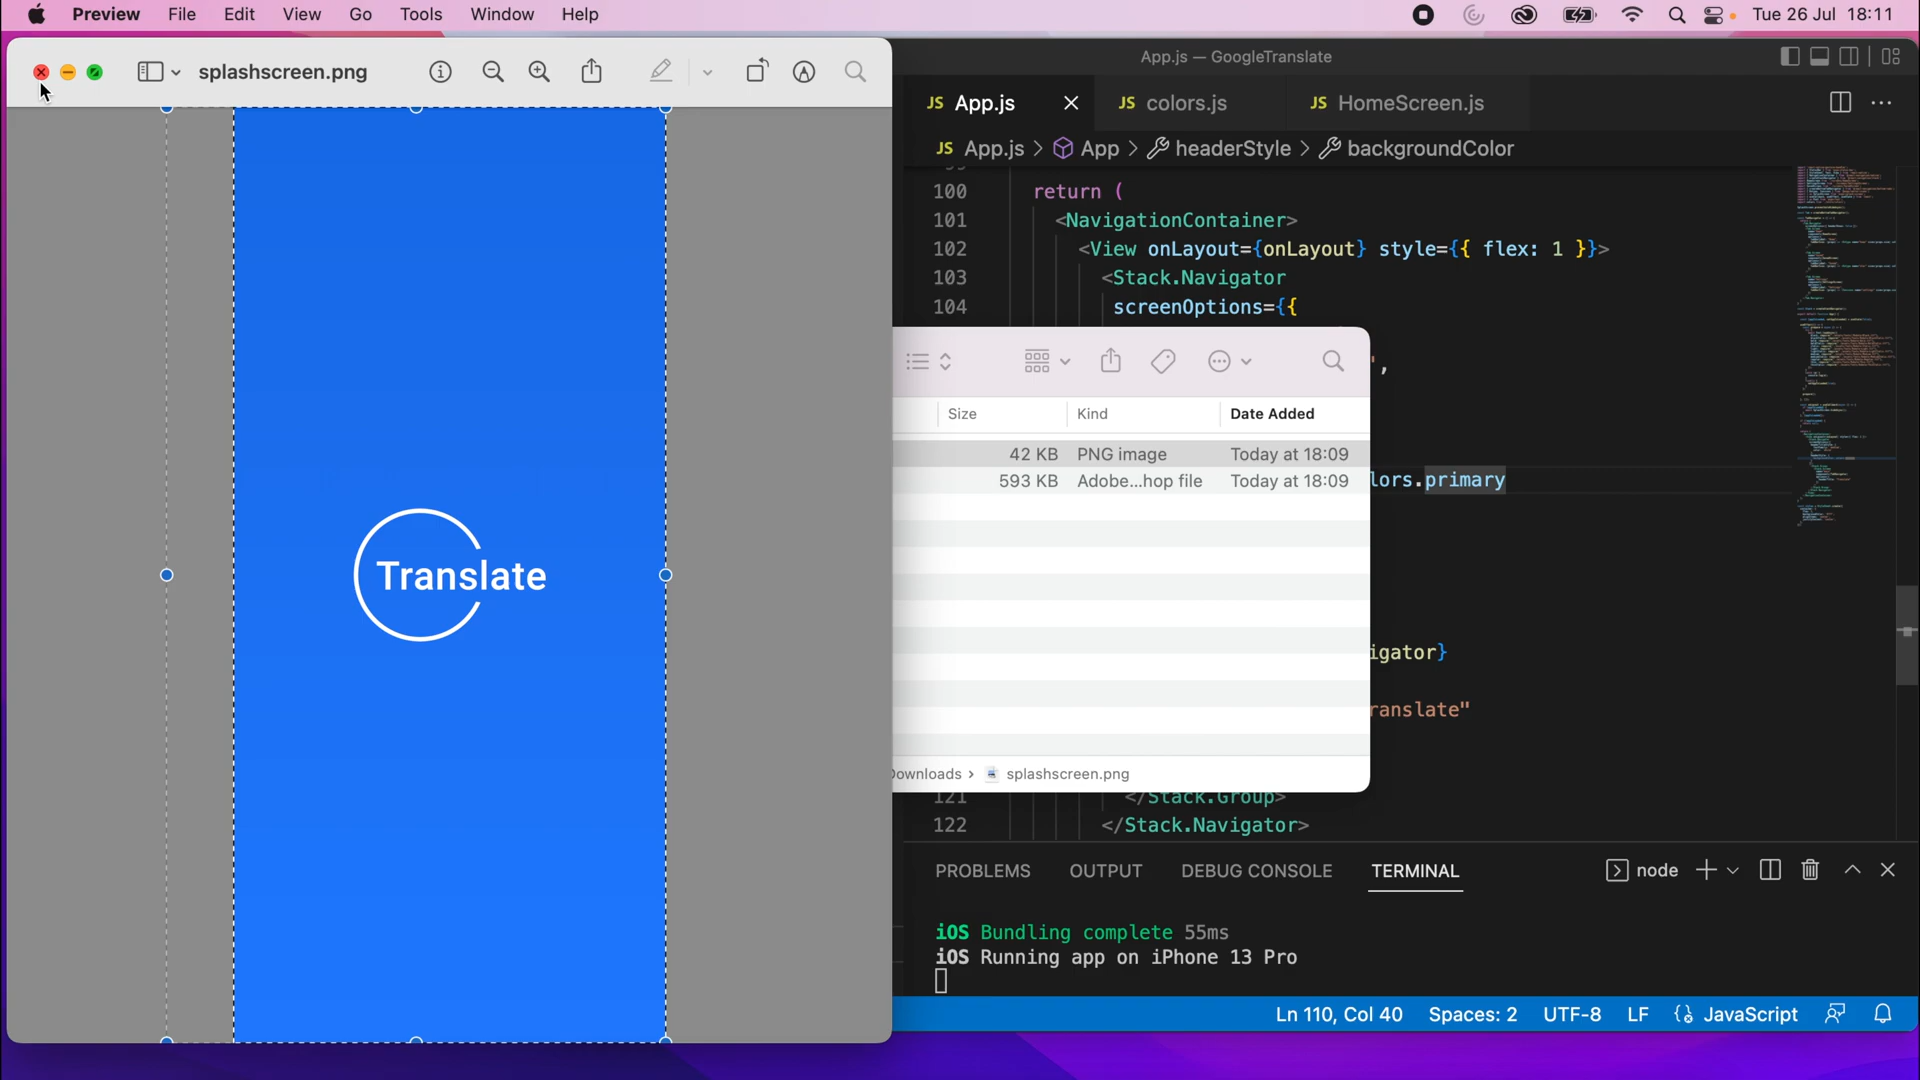 Preview File Edit View Go Tools Window Help Tue 26 Jul 18:11
splashscreen.png
Translate
App.js — GoogleTranslate
JS App.js JS colors.js JS HomeScreen.js
JS App.js > App > headerStyle > backgroundColor
100 return (
101 <NavigationContainer>
102 <View onLayout={onLayout} style={{ flex: 1 }}>
103 <Stack.Navigator
104 screenOptions={{
',
Size Kind Date Added
42 KB PNG image Today at 18:09
593 KB Adobe...hop file Today at 18:09
lors.primary
igator}
ranslate"
Downloads › splashscreen.png
121 </Stack.Group>
122 </Stack.Navigator>
PROBLEMS OUTPUT DEBUG CONSOLE TERMINAL node
iOS Bundling complete 55ms
iOS Running app on iPhone 13 Pro
Ln 110, Col 40 Spaces: 2 UTF-8 LF JavaScript